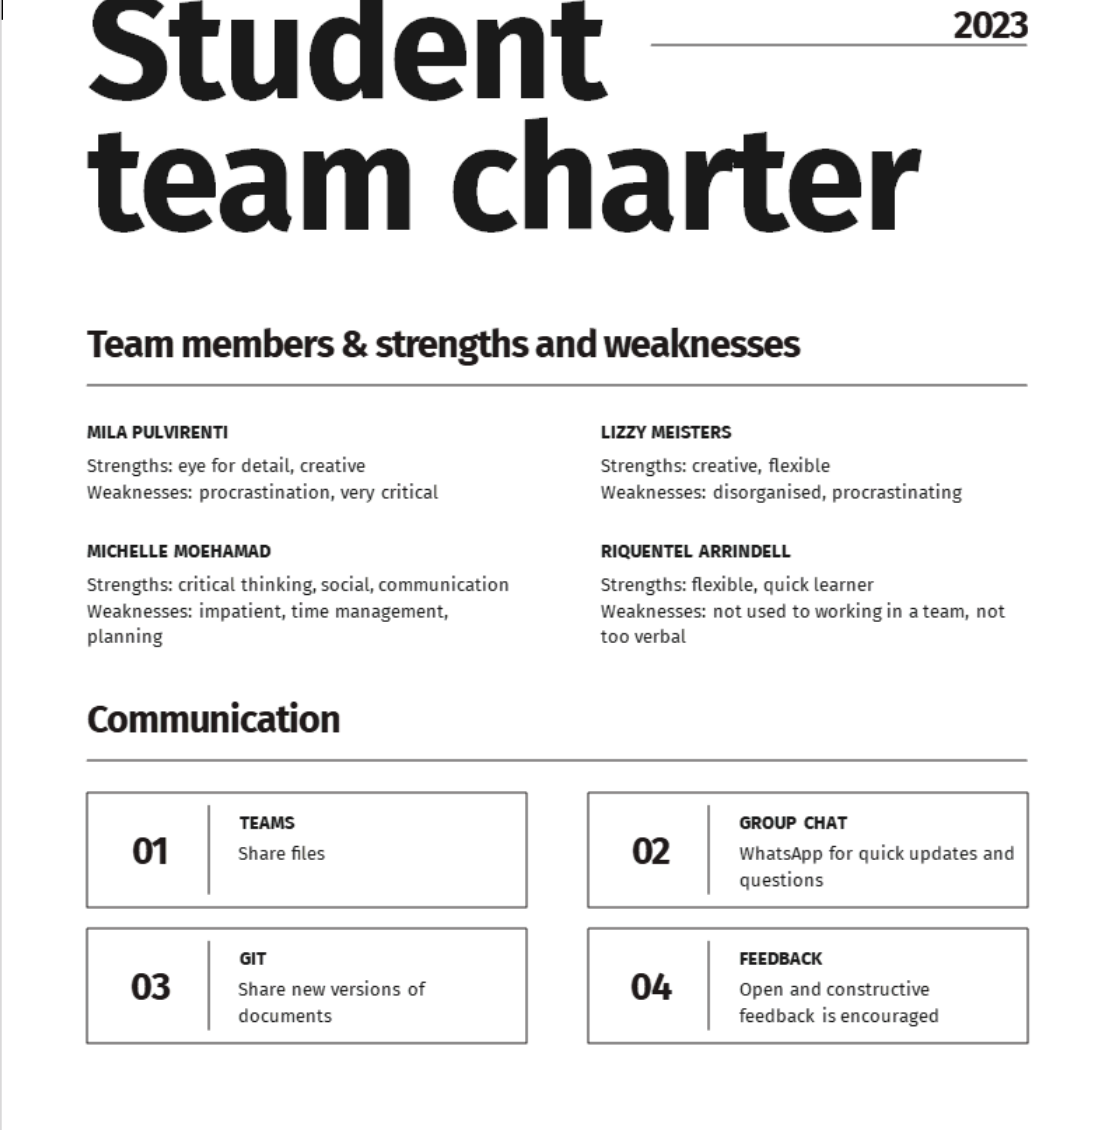 Student
2023
team charter
Team members & strengths and weaknesses
MILA PULVIRENTI
Strengths: eye for detail, creative
Weaknesses: procrastination, very critical
LIZZY MEISTERS
Strengths: creative, flexible
Weaknesses: disorganised, procrastinating
MICHELLE MOEHAMAD
Strengths: critical thinking, social, communication
Weaknesses: impatient, time management,
planning
RIQUENTEL ARRINDELL
Strengths: flexible, quick learner
Weaknesses: not used to working in a team, not
too verbal
Communication
01
TEAMS
Share files
02
GROUP CHAT
WhatsApp for quick updates and
questions
03
GIT
Share new versions of
documents
04
FEEDBACK
Open and constructive
feedback is encouraged